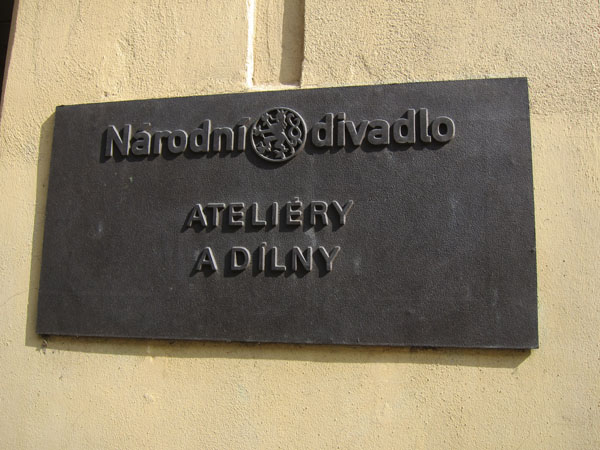 Národní divadlo
ATELIÉRY
A DÍLNY